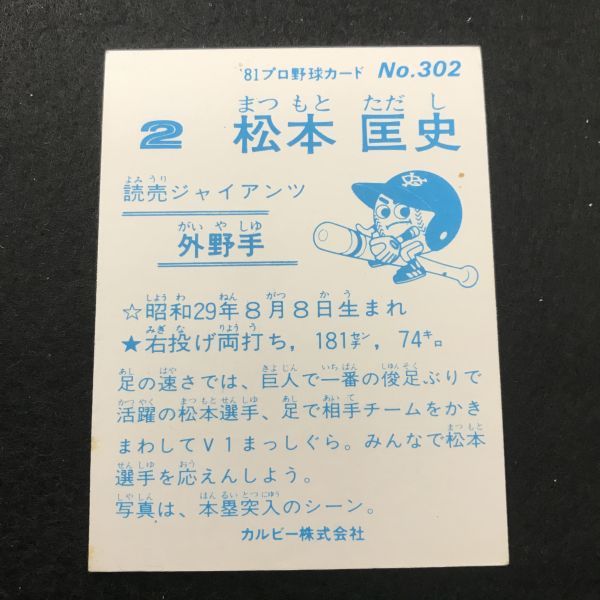 '81プロ野球カード No.302
まつ もと ただ し
2 松本 匡史
よみ うり
読売ジャイアンツ
がい や しゅ
外野手
しょう わ ねん がつ か う
☆昭和29年8月8日生まれ
みぎ な りょう う
★右投げ両打ち，181センチ，74キロ
あし はや きよ じん いち ばん しゅん そく
足の速さでは、巨人で一番の俊足ぶりで
かつ やく まつ もと せん しゅ あし あい て
活躍の松本選手、足で相手チームをかき
まつ もと
まわしてV1まっしぐら。みんなで松本
せん しゅ おう
選手を応えんしよう。
しゃ しん ほん るい とつ にゅう
写真は、本塁突入のシーン。
カルビー株式会社